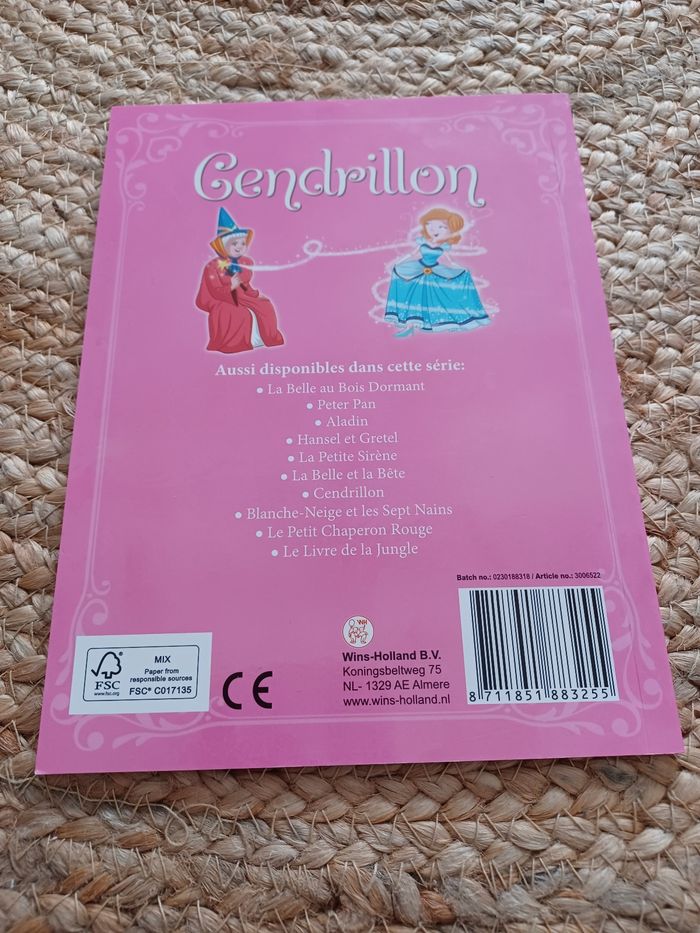 Cendrillon
Aussi disponibles dans cette série:
• La Belle au Bois Dormant
• Peter Pan
• Aladin
• Hansel et Gretel
• La Petite Sirène
• La Belle et la Bête
• Cendrillon
• Blanche-Neige et les Sept Nains
• Le Petit Chaperon Rouge
• Le Livre de la Jungle
Batch no.: 0230188318 / Article no.: 3006522
FSC
www.fsc.org
MIX
Paper from
responsible sources
FSC® C017135
CE
WH
Wins-Holland B.V.
Koningsbeltweg 75
NL- 1329 AE Almere
www.wins-holland.nl
8 711851 883255